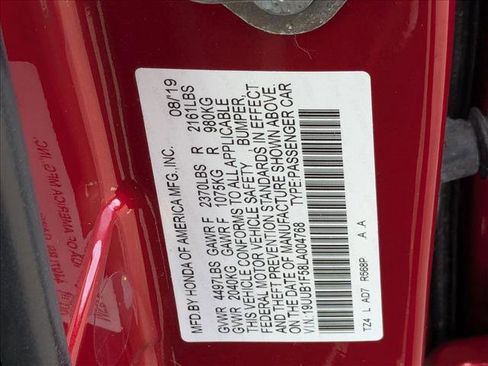 MFD.BY HONDA OF AMERICA MFG.,INC. 08/19
GVWR 4497LBS GAWR F 2370LBS R 2161LBS
GVWR 2040KG GAWR F 1075KG R 980KG
THIS VEHICLE CONFORMS TO ALL APPLICABLE
FEDERAL MOTOR VEHICLE SAFETY, BUMPER,
AND THEFT PREVENTION STANDARDS IN EFFECT
ON THE DATE OF MANUFACTURE SHOWN ABOVE.
V.I.N: 19UUB1F58LA004768 TYPE:PASSENGER CAR
TZ4 L AD7 R568P A A